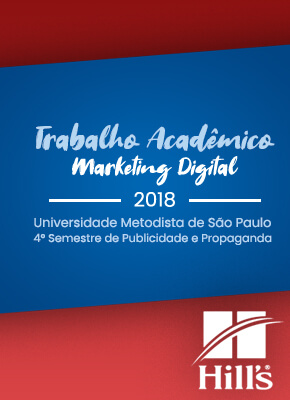 Trabalho Acadêmico
Marketing Digital
2018
Universidade Metodista de São Paulo
4º Semestre de Publicidade e Propaganda
Hill's®